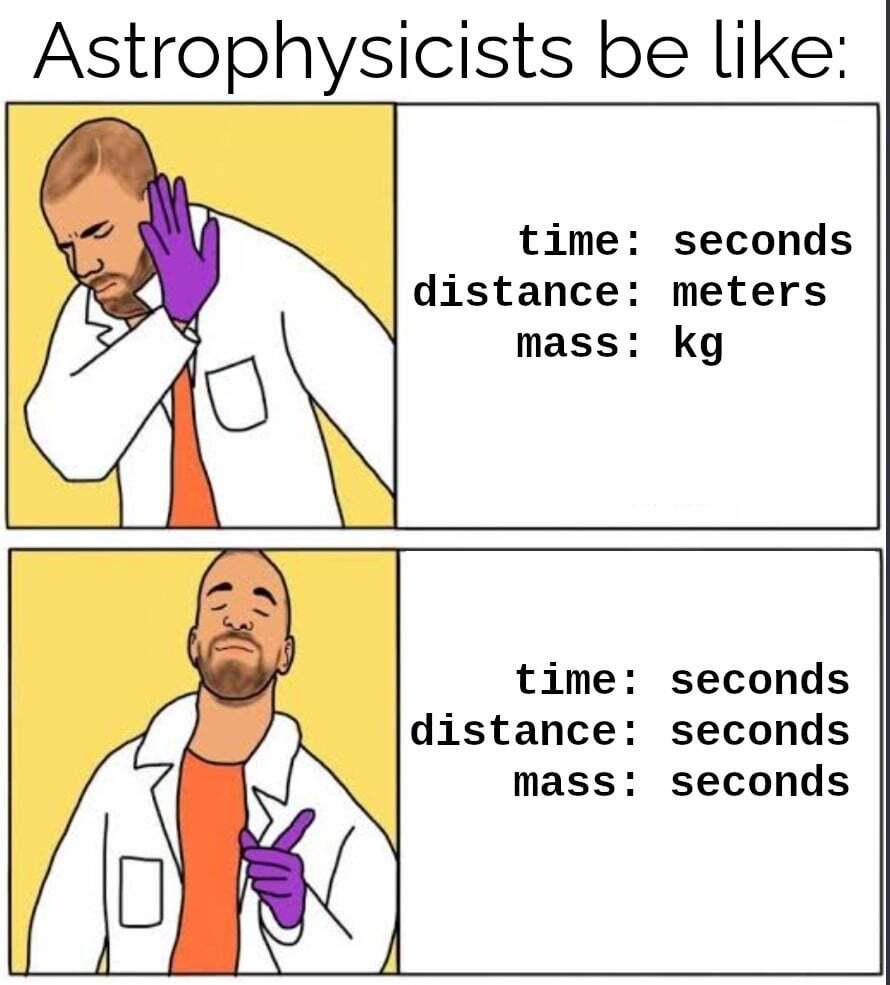 Astrophysicists be like:
time: seconds
distance: meters
mass: kg
time: seconds
distance: seconds
mass: seconds